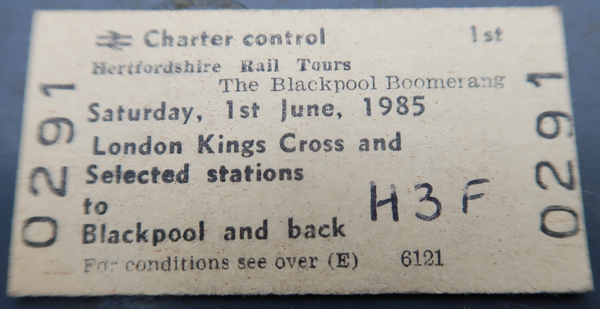 Charter control 1st
Hertfordshire Rail Tours
The Blackpool Boomerang
Saturday, 1st June, 1985
London Kings Cross and
Selected stations
to
Blackpool and back
H3F
For conditions see over (E) 6121
0291
0291